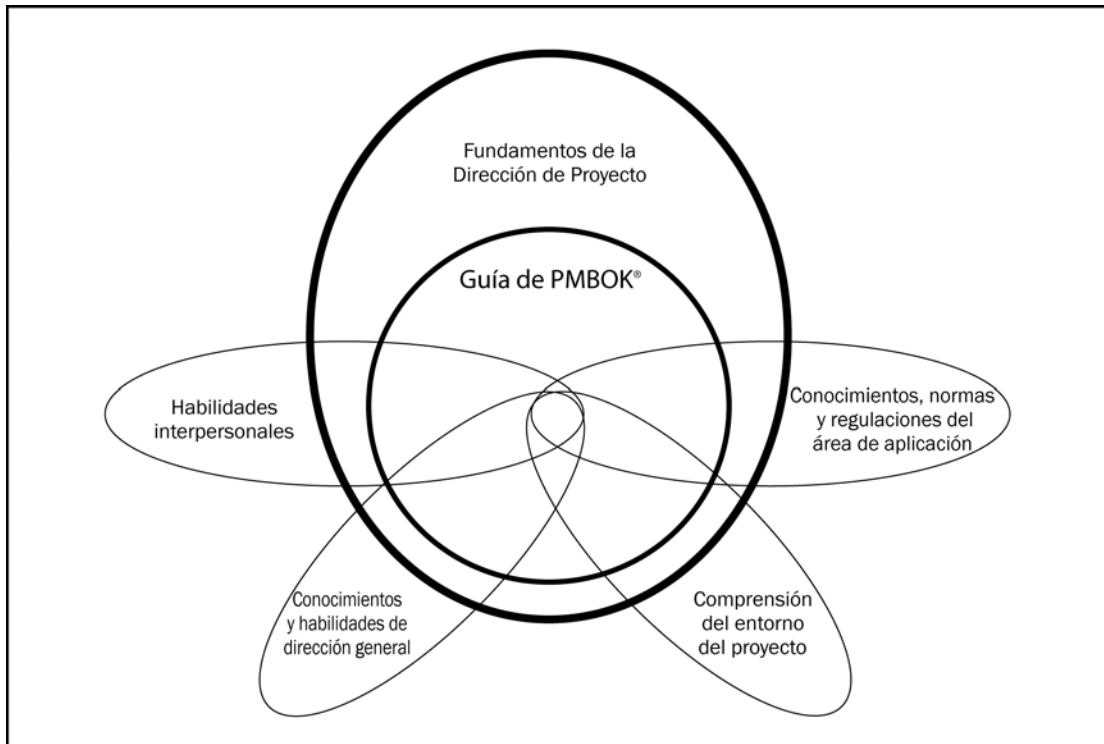 Fundamentos de la
Dirección de Proyecto
Guía de PMBOK®
Habilidades
interpersonales
Conocimientos, normas
y regulaciones del
área de aplicación
Conocimientos
y habilidades de
dirección general
Comprensión
del entorno
del proyecto